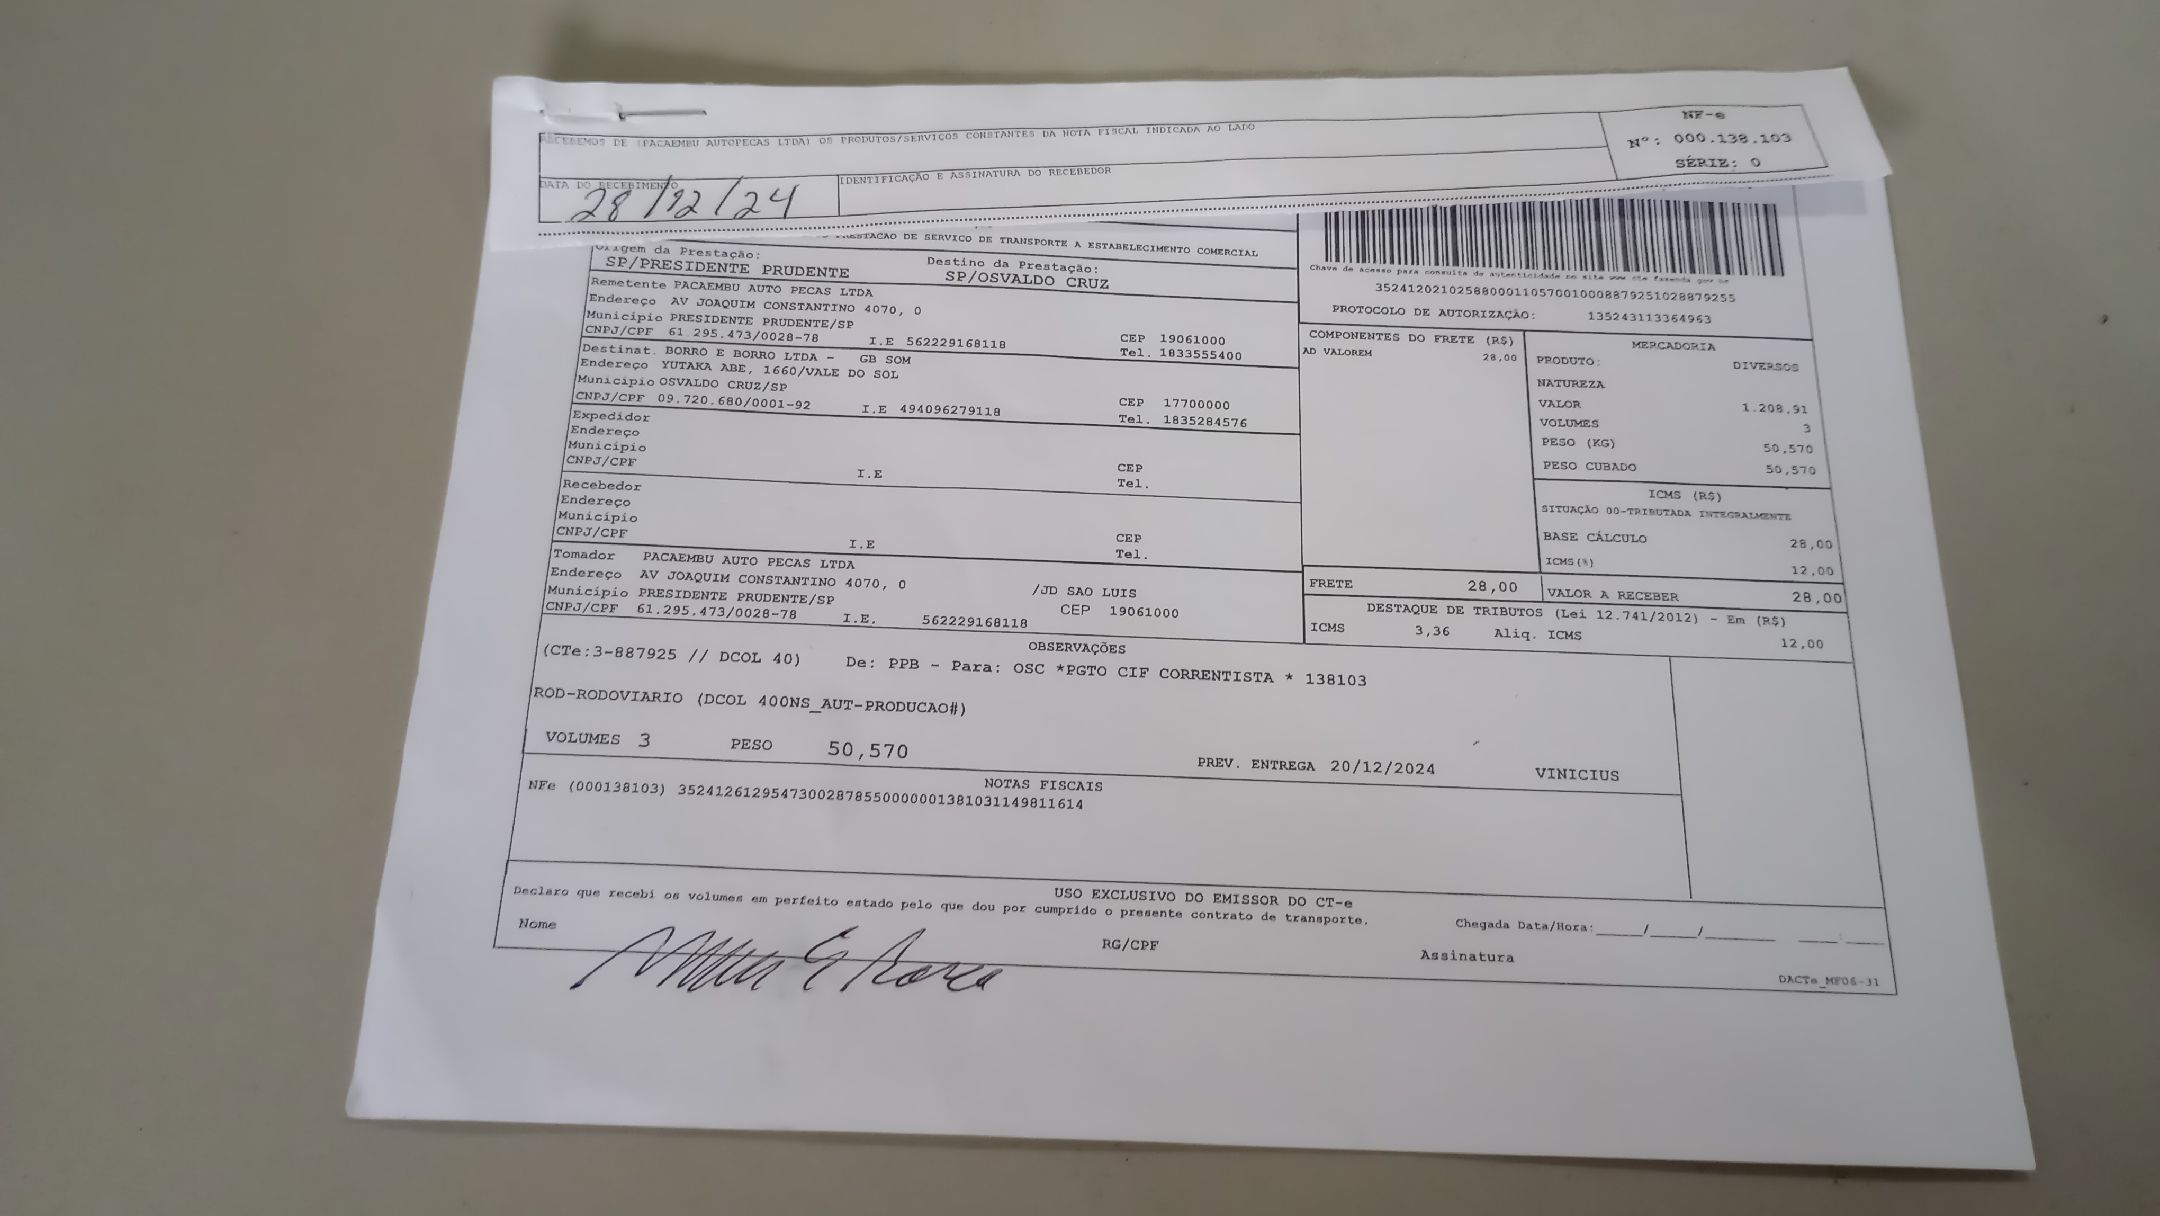 RECEBEMOS DE (PACAEMBU AUTOPECAS LTDA) OS PRODUTOS/SERVIÇOS CONSTANTES DA NOTA FISCAL INDICADA AO LADO
NF-e
Nº: 000.138.103
SÉRIE: 0
DATA DO RECEBIMENTO
IDENTIFICAÇÃO E ASSINATURA DO RECEBEDOR
28/12/24
PRESTACAO DE SERVICO DE TRANSPORTE A ESTABELECIMENTO COMERCIAL
Origem da Prestação:
SP/PRESIDENTE PRUDENTE
Destino da Prestação:
SP/OSVALDO CRUZ
Chave de acesso para consulta de autenticidade no site www cte fazenda gov br
35241202102588000110570010008879251028879255
PROTOCOLO DE AUTORIZAÇÃO: 135243113364963
Remetente PACAEMBU AUTO PECAS LTDA
Endereço AV JOAQUIM CONSTANTINO 4070, 0
Município PRESIDENTE PRUDENTE/SP CEP 19061000
CNPJ/CPF 61.295.473/0028-78 I.E 562229168118 Tel. 1833555400
Destinat. BORRO E BORRO LTDA - GB SOM
Endereço YUTAKA ABE, 1660/VALE DO SOL
Município OSVALDO CRUZ/SP CEP 17700000
CNPJ/CPF 09.720.680/0001-92 I.E 494096279118 Tel. 1835284576
Expedidor
Endereço
Município CEP
CNPJ/CPF I.E Tel.
Recebedor
Endereço
Município CEP
CNPJ/CPF I.E Tel.
Tomador PACAEMBU AUTO PECAS LTDA
Endereço AV JOAQUIM CONSTANTINO 4070, 0 /JD SAO LUIS
Município PRESIDENTE PRUDENTE/SP CEP 19061000
CNPJ/CPF 61.295.473/0028-78 I.E. 562229168118
COMPONENTES DO FRETE (R$)
AD VALOREM 28,00
MERCADORIA
PRODUTO: DIVERSOS
NATUREZA
VALOR 1.208,91
VOLUMES 3
PESO (KG) 50,570
PESO CUBADO 50,570
ICMS (R$)
SITUAÇÃO 00-TRIBUTADA INTEGRALMENTE
BASE CÁLCULO 28,00
ICMS(%) 12,00
FRETE 28,00 VALOR A RECEBER 28,00
DESTAQUE DE TRIBUTOS (Lei 12.741/2012) - Em (R$)
ICMS 3,36 Aliq. ICMS 12,00
OBSERVAÇÕES
(CTe:3-887925 // DCOL 40) De: PPB - Para: OSC *PGTO CIF CORRENTISTA * 138103
ROD-RODOVIARIO (DCOL 400NS_AUT-PRODUCAO#)
VOLUMES 3 PESO 50,570 PREV. ENTREGA 20/12/2024 VINICIUS
NOTAS FISCAIS
NFe (000138103) 35241261295473002878550000001381031149811614
USO EXCLUSIVO DO EMISSOR DO CT-e
Declaro que recebi os volumes em perfeito estado pelo que dou por cumprido o presente contrato de transporte.
Chegada Data/Hora:_____/_____/________ ____:____
Nome RG/CPF Assinatura
DACTe_MF06-31